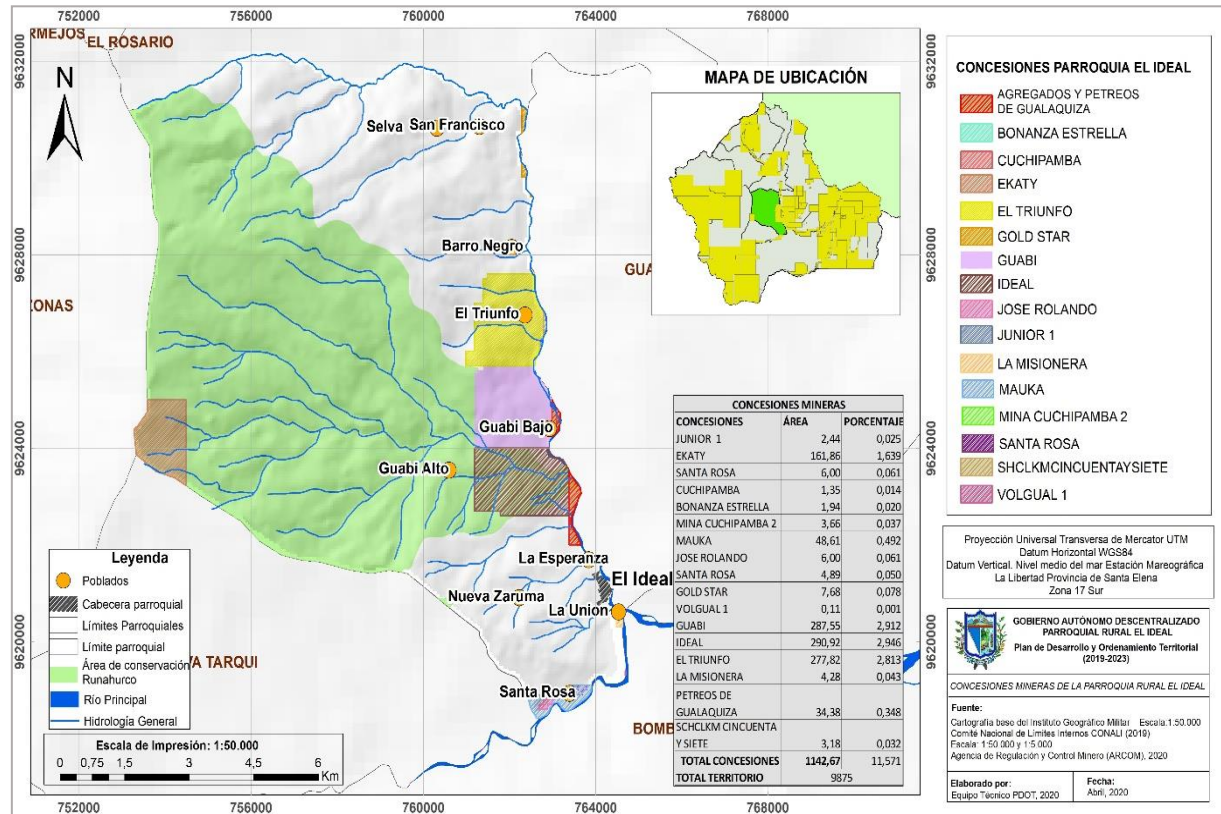 752000
756000
760000
764000
768000
RMEJOS
EL ROSARIO
9632000
9632000
N
MAPA DE UBICACIÓN
Selva
San Francisco
Barro Negro
9628000
9628000
GUA
ZONAS
El Triunfo
Guabi Bajo
9624000
9624000
Guabi Alto
La Esperanza
El Ideal
Nueva Zaruma
La Union
9620000
9620000
VA TARQUI
Santa Rosa
BOMB
CONCESIONES MINERAS
CONCESIONES ÁREA PORCENTAJE
JUNIOR 1 2,44 0,025
EKATY 161,86 1,639
SANTA ROSA 6,00 0,061
CUCHIPAMBA 1,35 0,014
BONANZA ESTRELLA 1,94 0,020
MINA CUCHIPAMBA 2 3,66 0,037
MAUKA 48,61 0,492
JOSE ROLANDO 6,00 0,061
SANTA ROSA 4,89 0,050
GOLD STAR 7,68 0,078
VOLGUAL 1 0,11 0,001
GUABI 287,55 2,912
IDEAL 290,92 2,946
EL TRIUNFO 277,82 2,813
LA MISIONERA 4,28 0,043
PETREOS DE
GUALAQUIZA 34,38 0,348
SCHCLKM CINCUENTA
Y SIETE 3,18 0,032
TOTAL CONCESIONES 1142,67 11,571
TOTAL TERRITORIO 9875
Leyenda
Poblados
Cabecera parroquial
Límites Parroquiales
Límite parroquial
Área de conservación
Runahurco
Río Principal
Hidrología General
Escala de Impresión: 1:50.000
0 0,75 1,5 3 4,5 6
Km
752000
756000
760000
764000
768000
CONCESIONES PARROQUIA EL IDEAL
AGREGADOS Y PETREOS
DE GUALAQUIZA
BONANZA ESTRELLA
CUCHIPAMBA
EKATY
EL TRIUNFO
GOLD STAR
GUABI
IDEAL
JOSE ROLANDO
JUNIOR 1
LA MISIONERA
MAUKA
MINA CUCHIPAMBA 2
SANTA ROSA
SHCLKMCINCUENTAYSIETE
VOLGUAL 1
Proyección Universal Transversa de Mercator UTM
Datum Horizontal WGS84
Datum Vertical. Nivel medio del mar Estación Mareográfica
La Libertad Provincia de Santa Elena
Zona 17 Sur
GOBIERNO AUTÓNOMO DESCENTRALIZADO
PARROQUIAL RURAL EL IDEAL
Plan de Desarrollo y Ordenamiento Territorial
(2019-2023)
CONCESIONES MINERAS DE LA PARROQUIA RURAL EL IDEAL
Fuente:
Cartografía base del Instituto Geográfico Militar Escala:1:50.000
Comité Nacional de Límites Internos CONALI (2019)
Escala: 1:50.000 y 1:5.000
Agencia de Regulación y Control Minero (ARCOM), 2020
Elaborado por:
Equipo Técnico PDOT, 2020
Fecha:
Abril, 2020